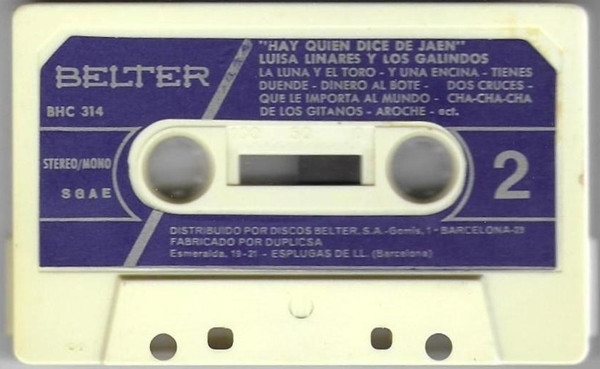 BELTER
BHC 314
STEREO/MONO
SGAE
"HAY QUIEN DICE DE JAEN"
LUISA LINARES Y LOS GALINDOS
LA LUNA Y EL TORO - Y UNA ENCINA - TIENES
DUENDE - DINERO AL BOTE - DOS CRUCES -
QUE LE IMPORTA AL MUNDO - CHA-CHA-CHA
DE LOS GITANOS - AROCHE - ect.
100 50
2
DISTRIBUIDO POR DISCOS BELTER, S.A.-Gomis, 1 - BARCELONA-23
FABRICADO POR DUPLICSA
Esmeralda, 19-21 - ESPLUGAS DE LL. (Barcelona)